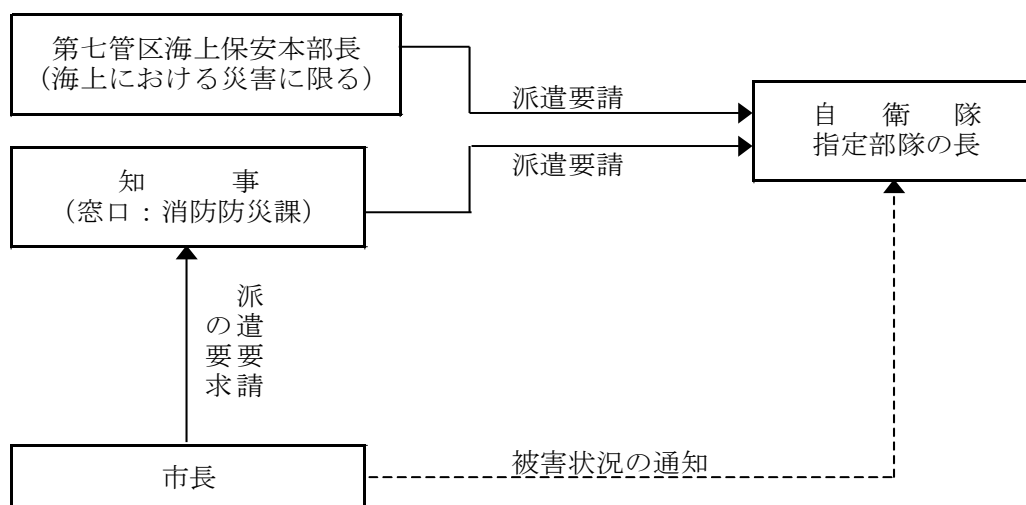 第七管区海上保安本部長
（海上における災害に限る）
派遣要請
自衛隊
指定部隊の長
派遣要請
知事
（窓口：消防防災課）
派遣要請
の要求
市長
被害状況の通知